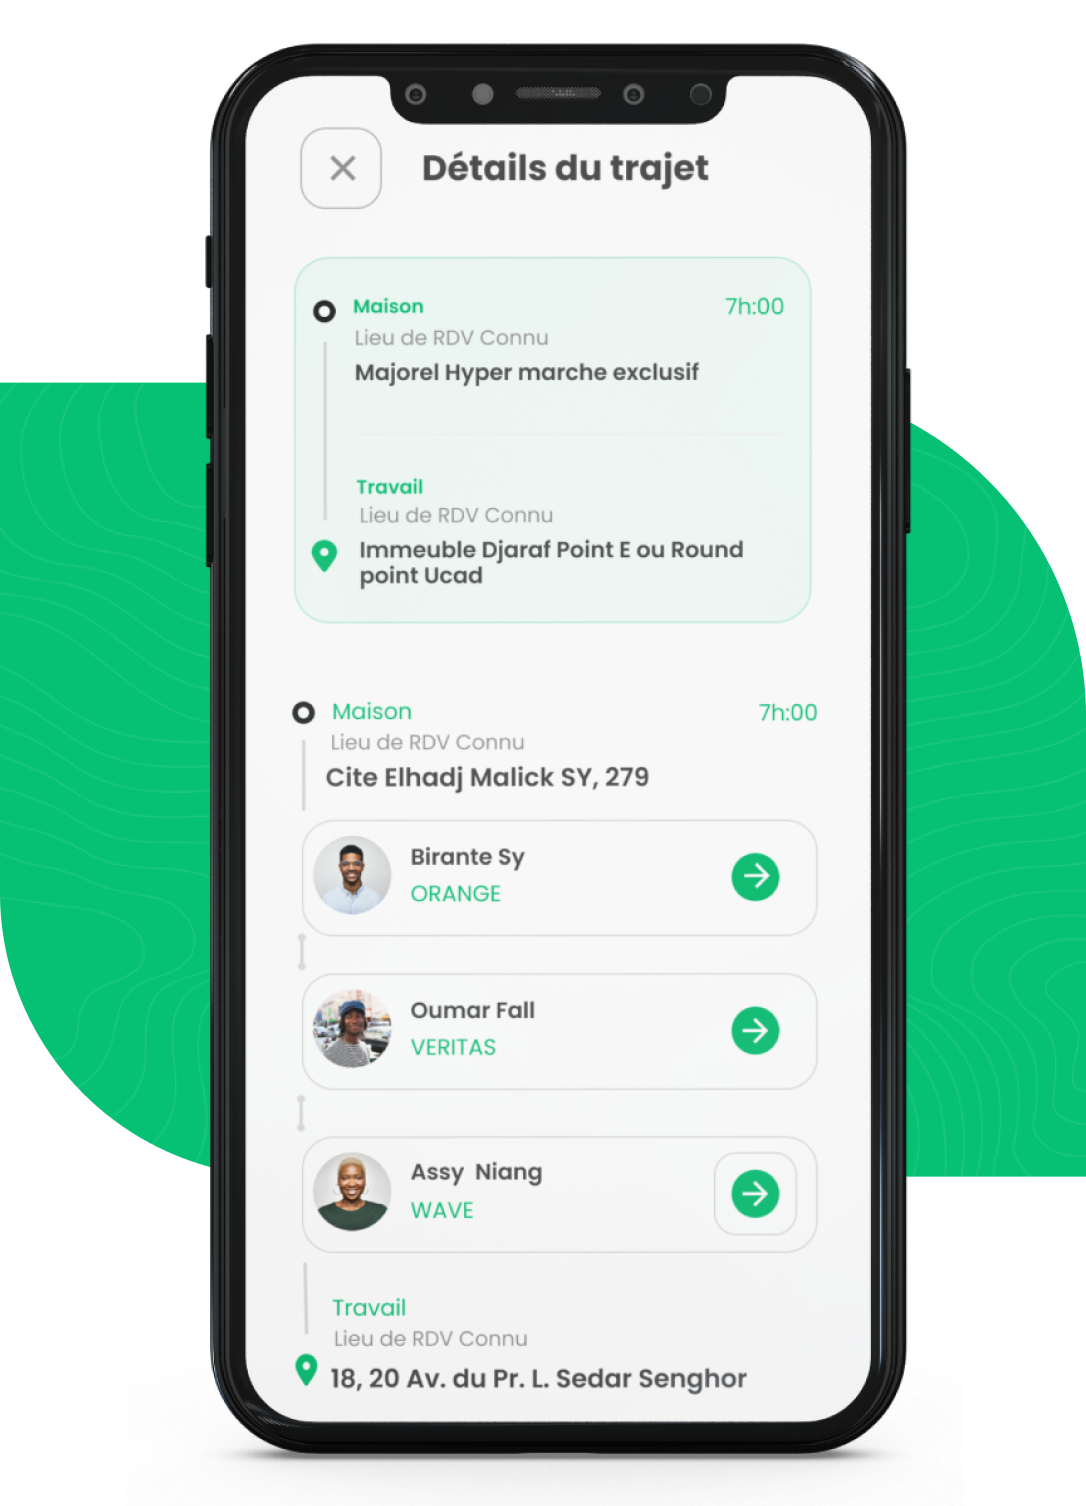 Détails du trajet
Maison
7h:00
Lieu de RDV Connu
Majorel Hyper marche exclusif
Travail
Lieu de RDV Connu
Immeuble Djaraf Point E ou Round
point Ucad
Maison
7h:00
Lieu de RDV Connu
Cite Elhadj Malick SY, 279
Birante Sy
ORANGE
Oumar Fall
VERITAS
Assy  Niang
WAVE
Travail
Lieu de RDV Connu
18, 20 Av. du Pr. L. Sedar Senghor